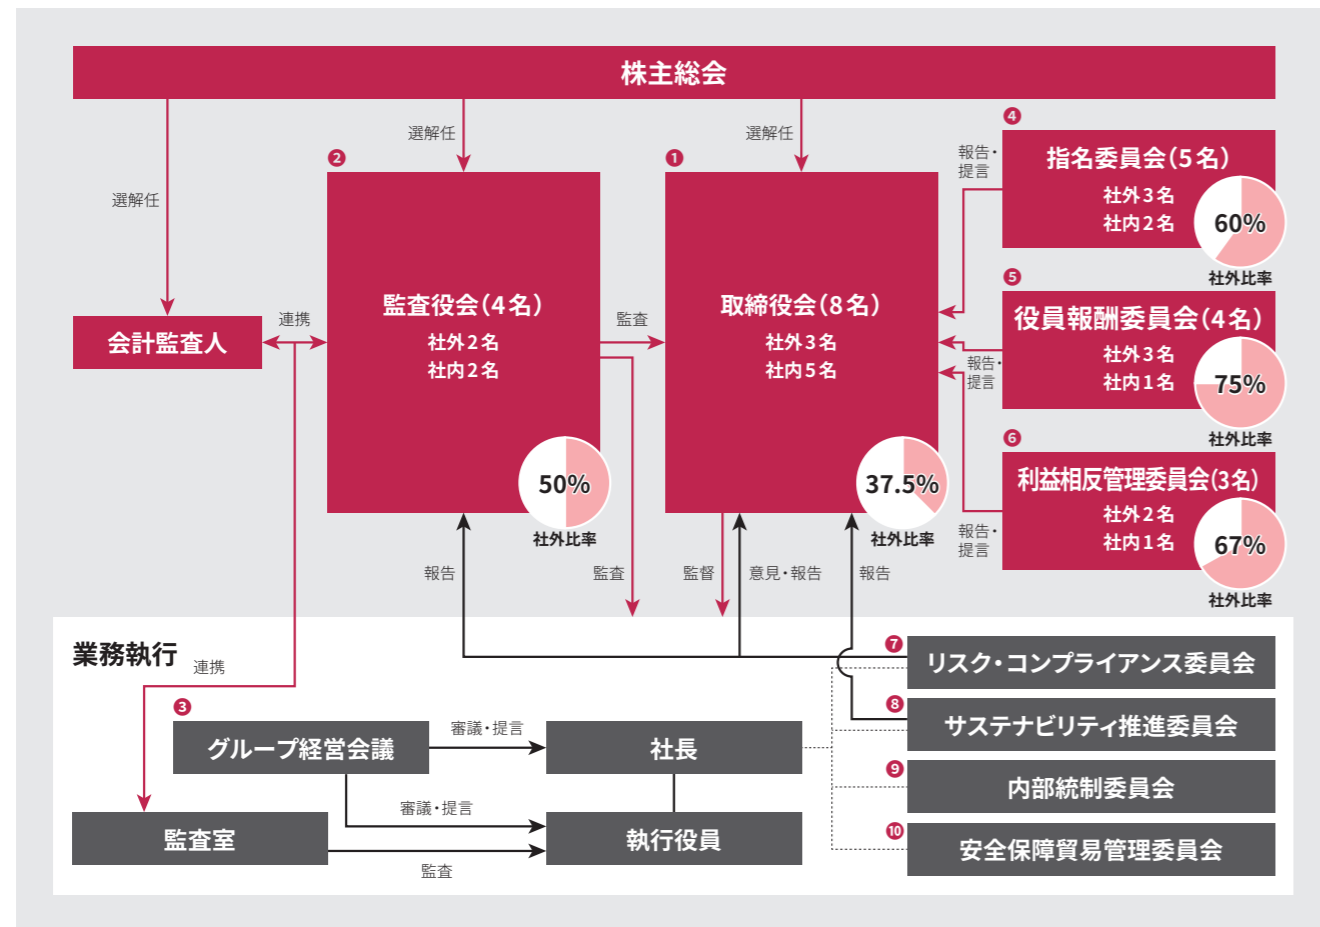 株主総会
選解任
選解任
選解任
❷
❶
❹
指名委員会(5名)
社外3名
社内2名
60%
社外比率
報告・
提言
会計監査人
連携
監査役会(4名)
社外2名
社内2名
50%
社外比率
監査
取締役会(8名)
社外3名
社内5名
37.5%
社外比率
❺
役員報酬委員会(4名)
社外3名
社内1名
75%
社外比率
報告・
提言
❻
利益相反管理委員会(3名)
社外2名
社内1名
67%
社外比率
報告・
提言
報告
監査
監督
意見・報告
報告
業務執行
連携
❸
グループ経営会議
審議・提言
社長
審議・提言
監査室
監査
執行役員
❼
リスク・コンプライアンス委員会
❽
サステナビリティ推進委員会
❾
内部統制委員会
❿
安全保障貿易管理委員会